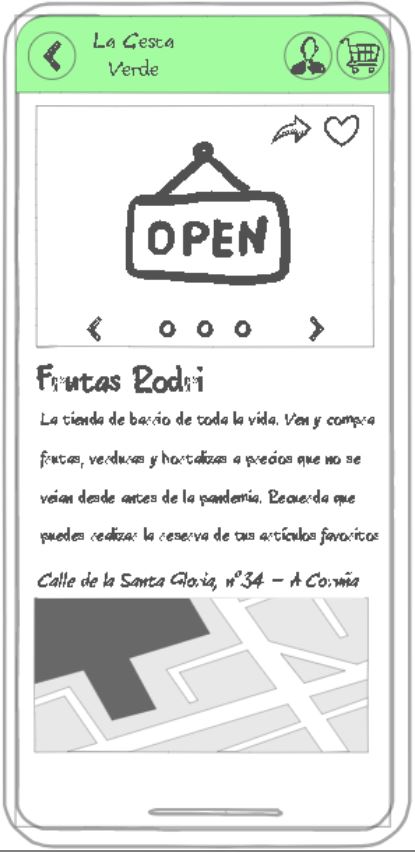 La Cesta
Verde
OPEN
Frutas Rodri
La tienda de barrio de toda la vida. Ven y compra
frutas, verduras y hortalizas a precios que no se
veían desde antes de la pandemia. Recuerda que
puedes realizar la reserva de tus artículos favoritos
Calle de la Santa Gloria, nº34 - A Coruña